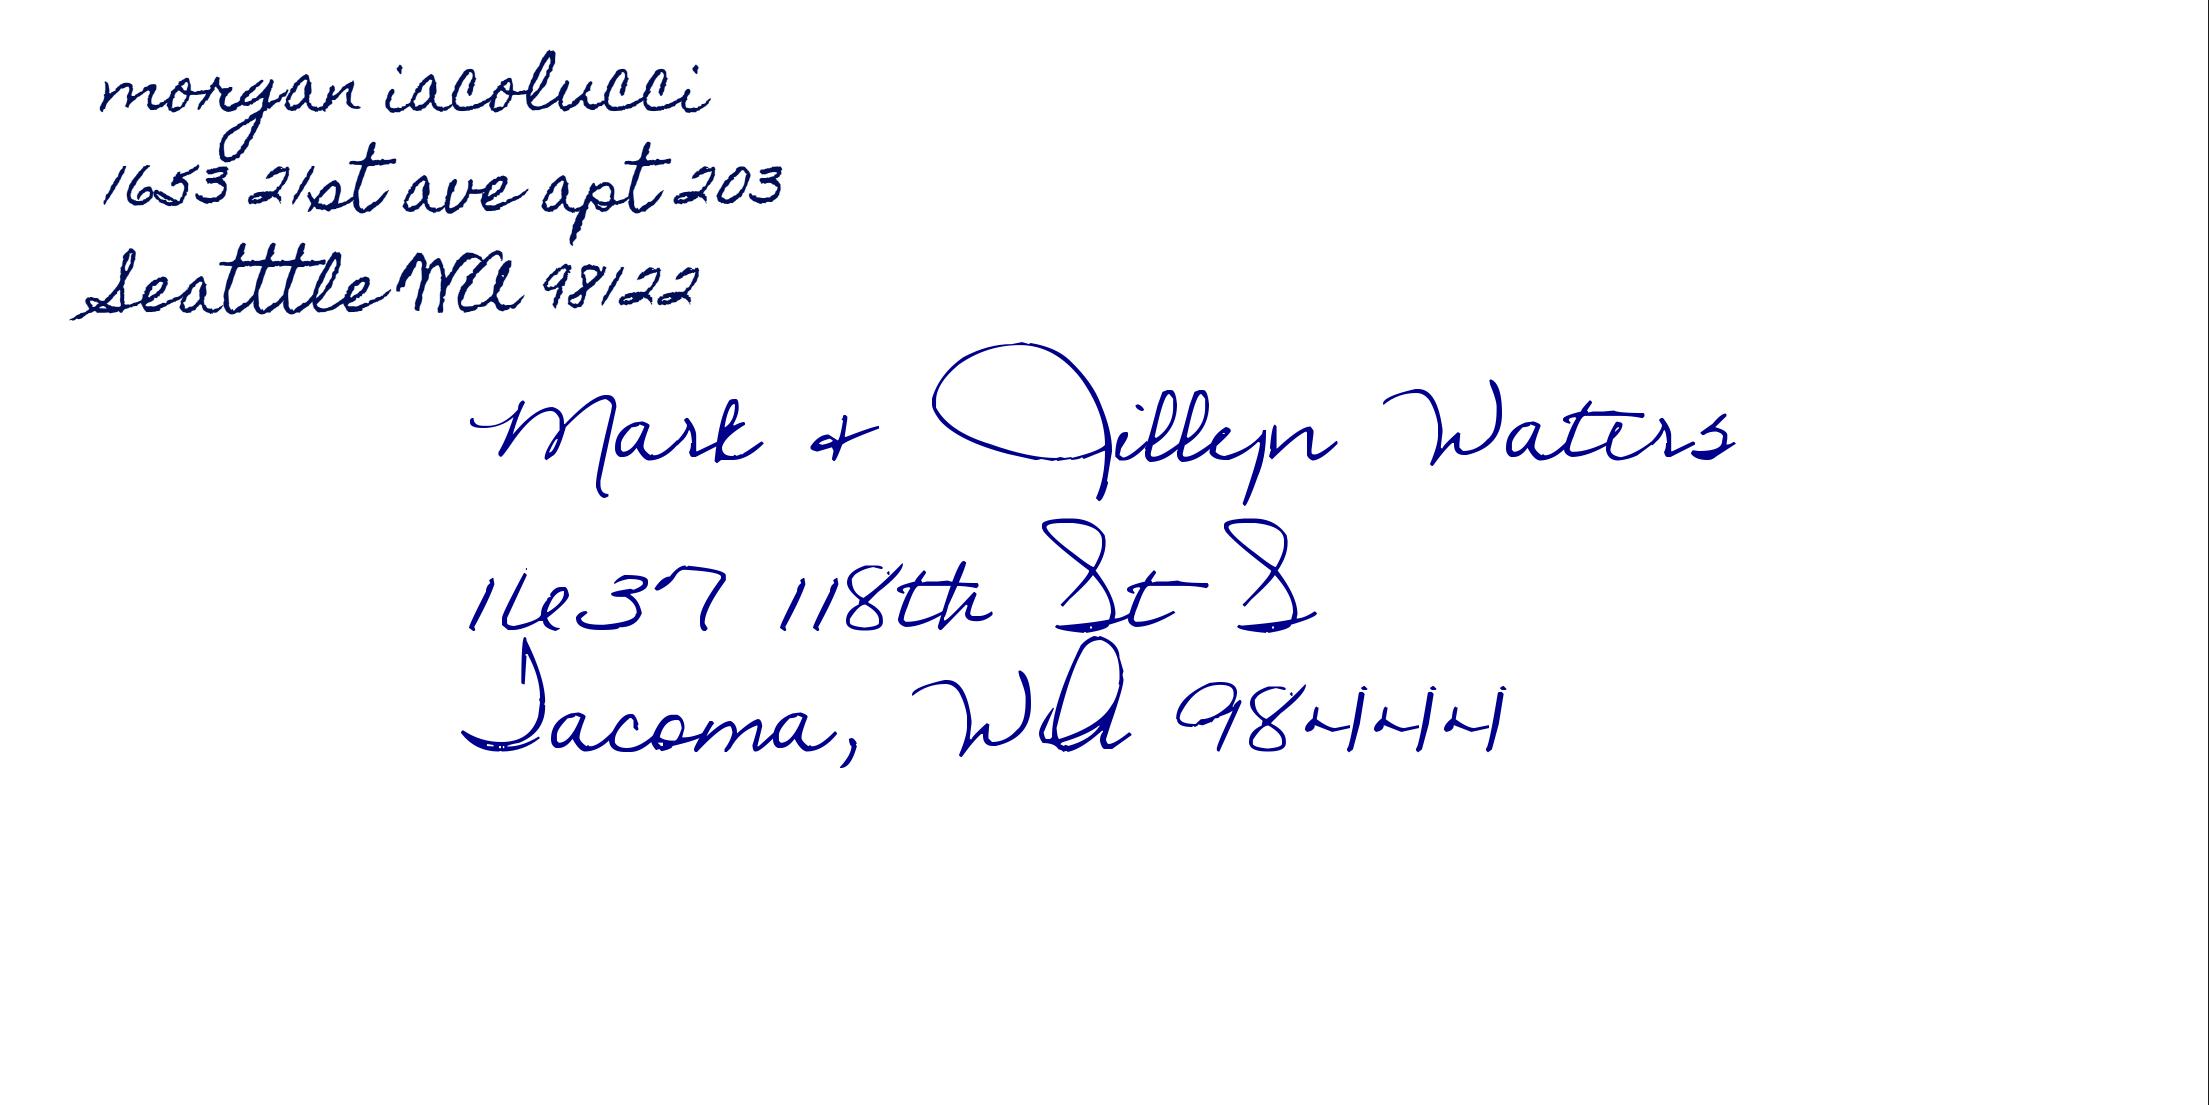 morgan iacolucci
1653 21st ave apt 203
Seatttle WA 98122
Mark & Jillyn Waters
1637 118th St S
Tacoma, WA 98444